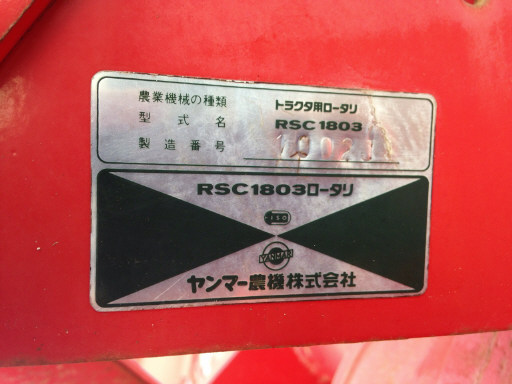 農業機械の種類 トラクタ用ロータリ
型式名 RSC1803
製造番号
RSC1803ロータリ
YANMAR
ヤンマー農機株式会社